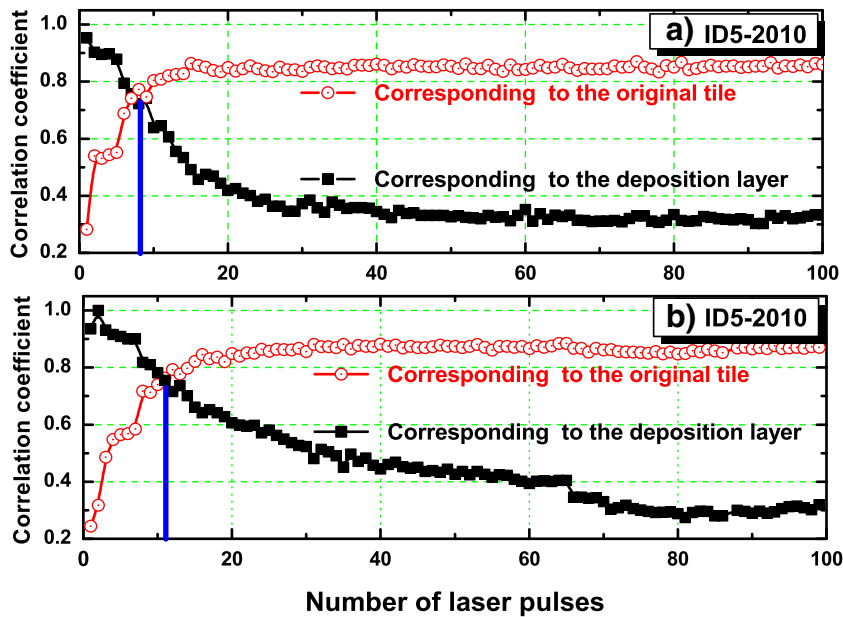 a) ID5-2010
Correlation coefficient
1.0
0.8
0.6
0.4
0.2
Corresponding to the original tile
Corresponding to the deposition layer
0 20 40 60 80 100
b) ID5-2010
Correlation coefficient
1.0
0.8
0.6
0.4
0.2
Corresponding to the original tile
Corresponding to the deposition layer
0 20 40 60 80 100
Number of laser pulses